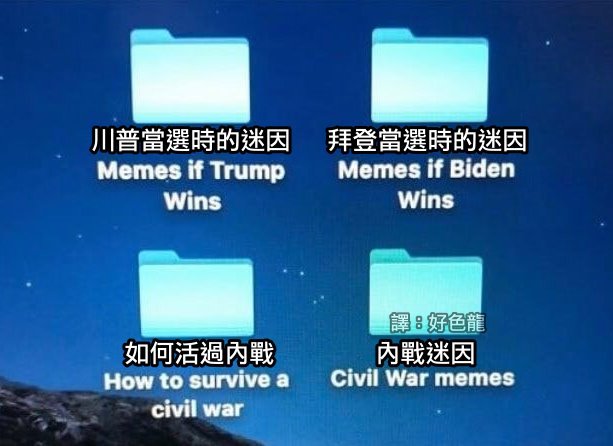 川普當選時的迷因
Memes if Trump
Wins
拜登當選時的迷因
Memes if Biden
Wins
如何活過內戰
How to survive a
civil war
譯：好色龍
內戰迷因
Civil War memes